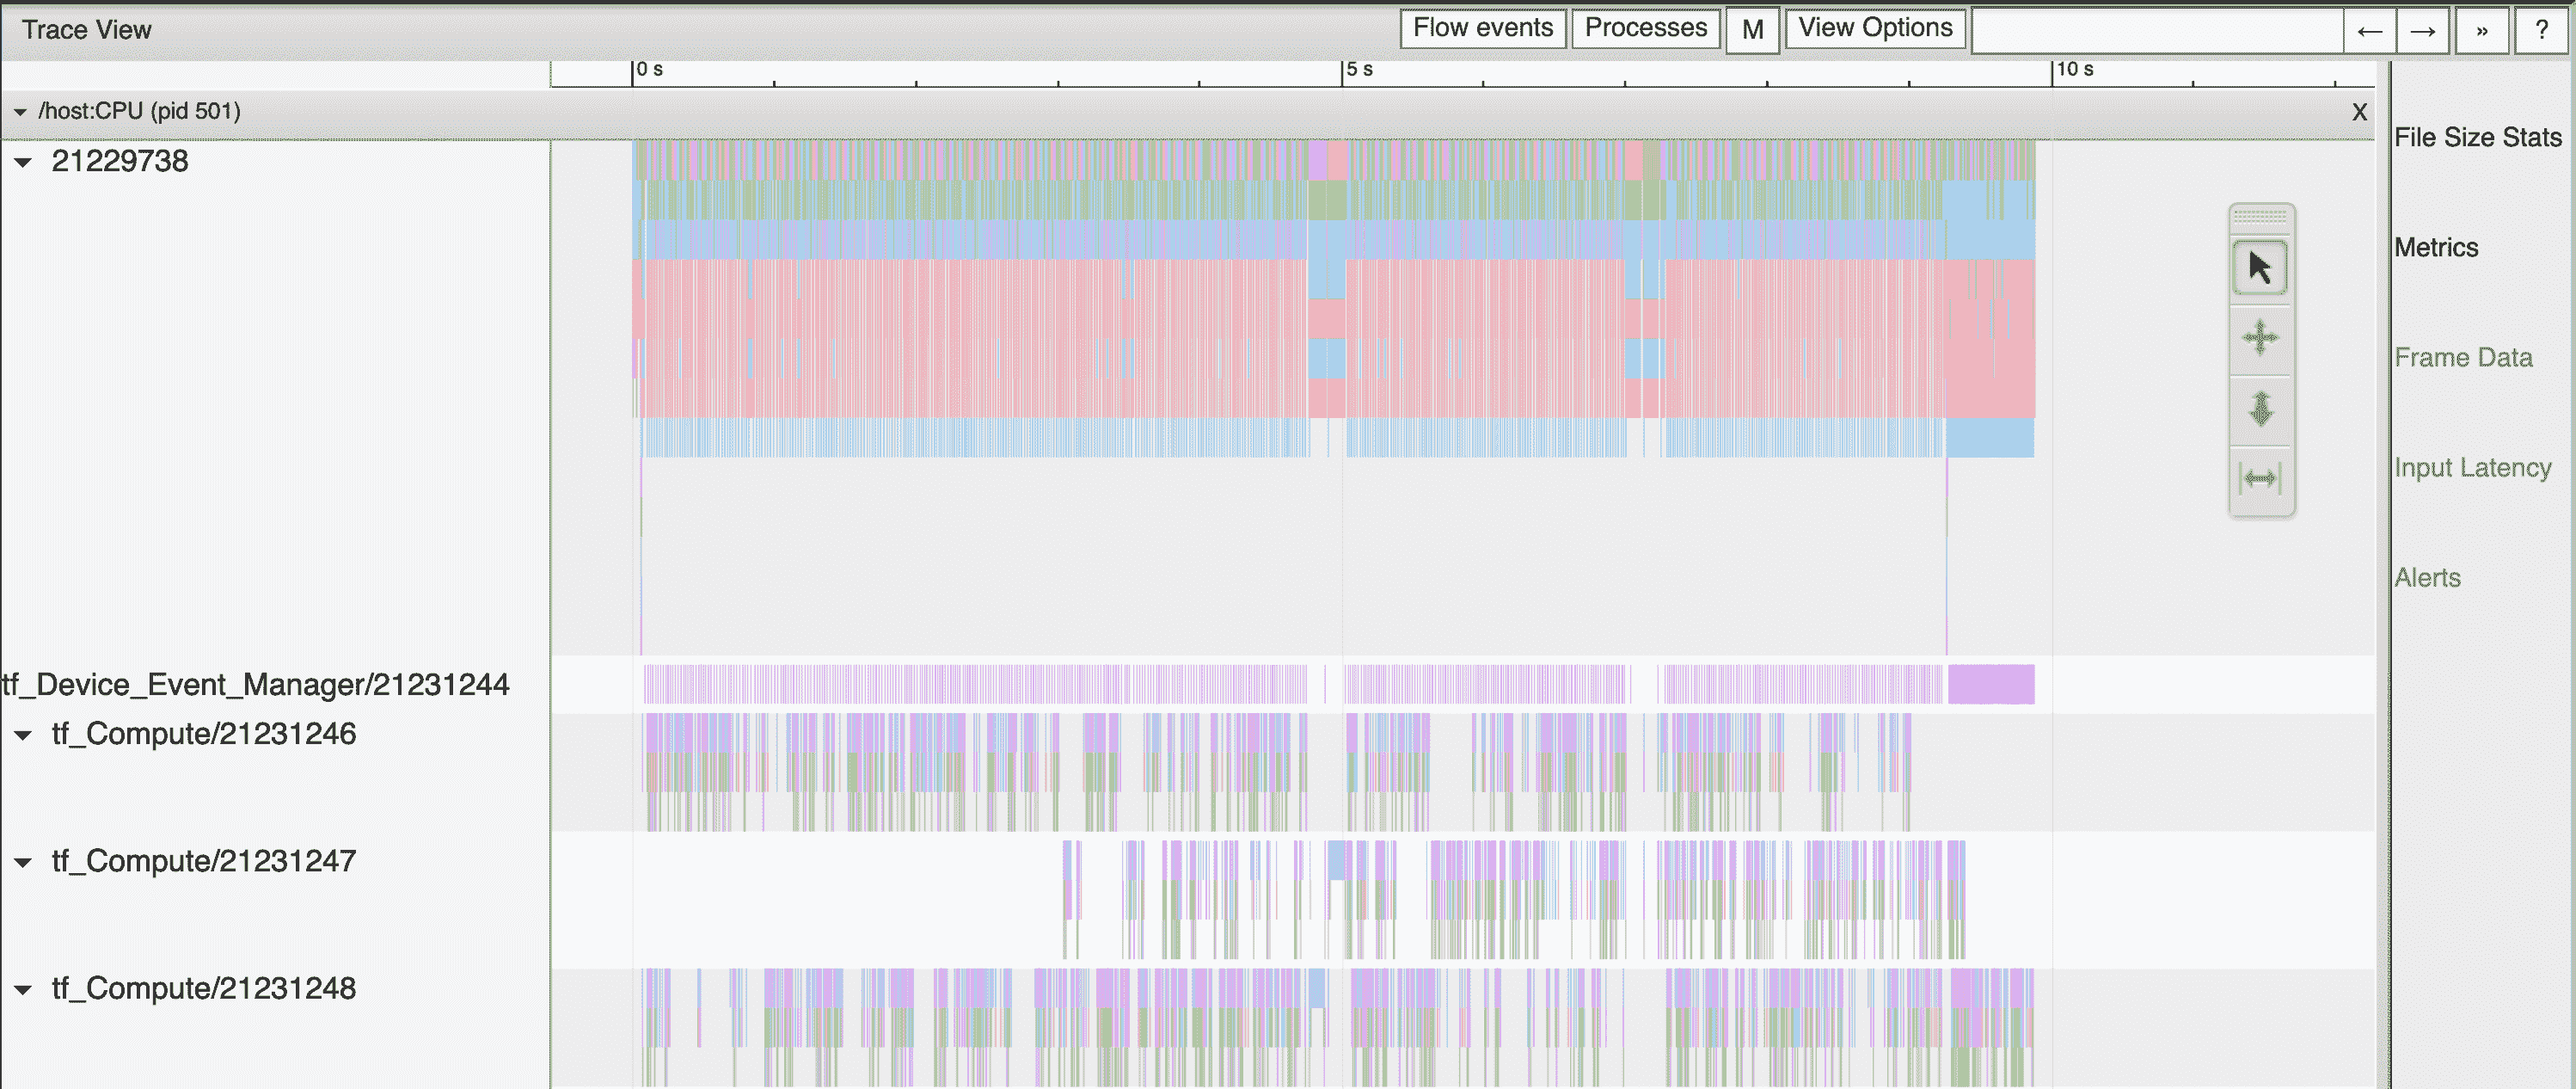 Trace View
Flow events
Processes
M
View Options
←
→
»
?
0 s
5 s
10 s
/host:CPU (pid 501)
X
21229738
tf_Device_Event_Manager/21231244
tf_Compute/21231246
tf_Compute/21231247
tf_Compute/21231248
File Size Stats
Metrics
Frame Data
Input Latency
Alerts